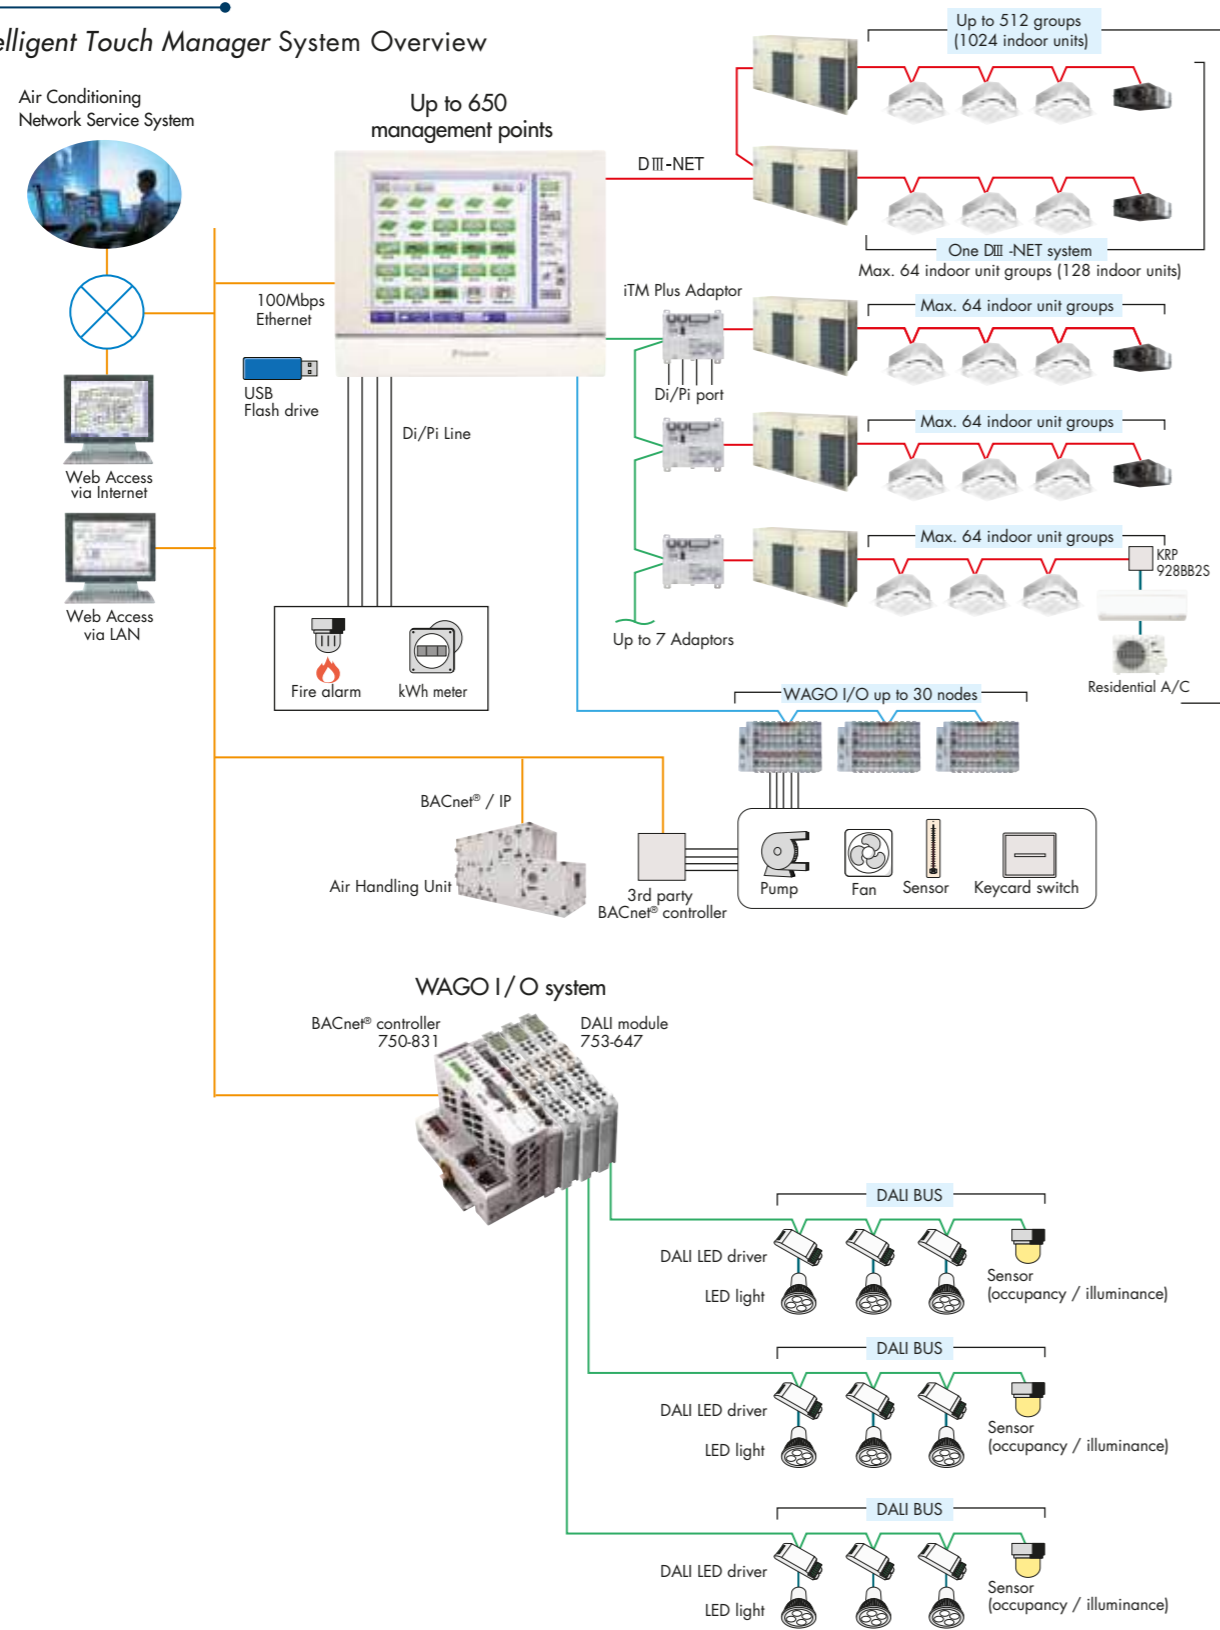 elligent Touch Manager System Overview
Air Conditioning
Network Service System
Up to 650
management points
Up to 512 groups
(1024 indoor units)
DⅢ-NET
One DⅢ -NET system
Max. 64 indoor unit groups (128 indoor units)
100Mbps
Ethernet
USB
Flash drive
iTM Plus Adaptor
Max. 64 indoor unit groups
Di/Pi port
Di/Pi Line
Max. 64 indoor unit groups
Web Access
via Internet
Max. 64 indoor unit groups
KRP
928BB2S
Web Access
via LAN
Up to 7 Adaptors
Fire alarm
kWh meter
Residential A/C
WAGO I/O up to 30 nodes
BACnet® / IP
Air Handling Unit
3rd party
BACnet® controller
Pump
Fan
Sensor
Keycard switch
WAGO I/O system
BACnet® controller
750-831
DALI module
753-647
DALI BUS
DALI LED driver
LED light
Sensor
(occupancy / illuminance)
DALI BUS
DALI LED driver
LED light
Sensor
(occupancy / illuminance)
DALI BUS
DALI LED driver
LED light
Sensor
(occupancy / illuminance)